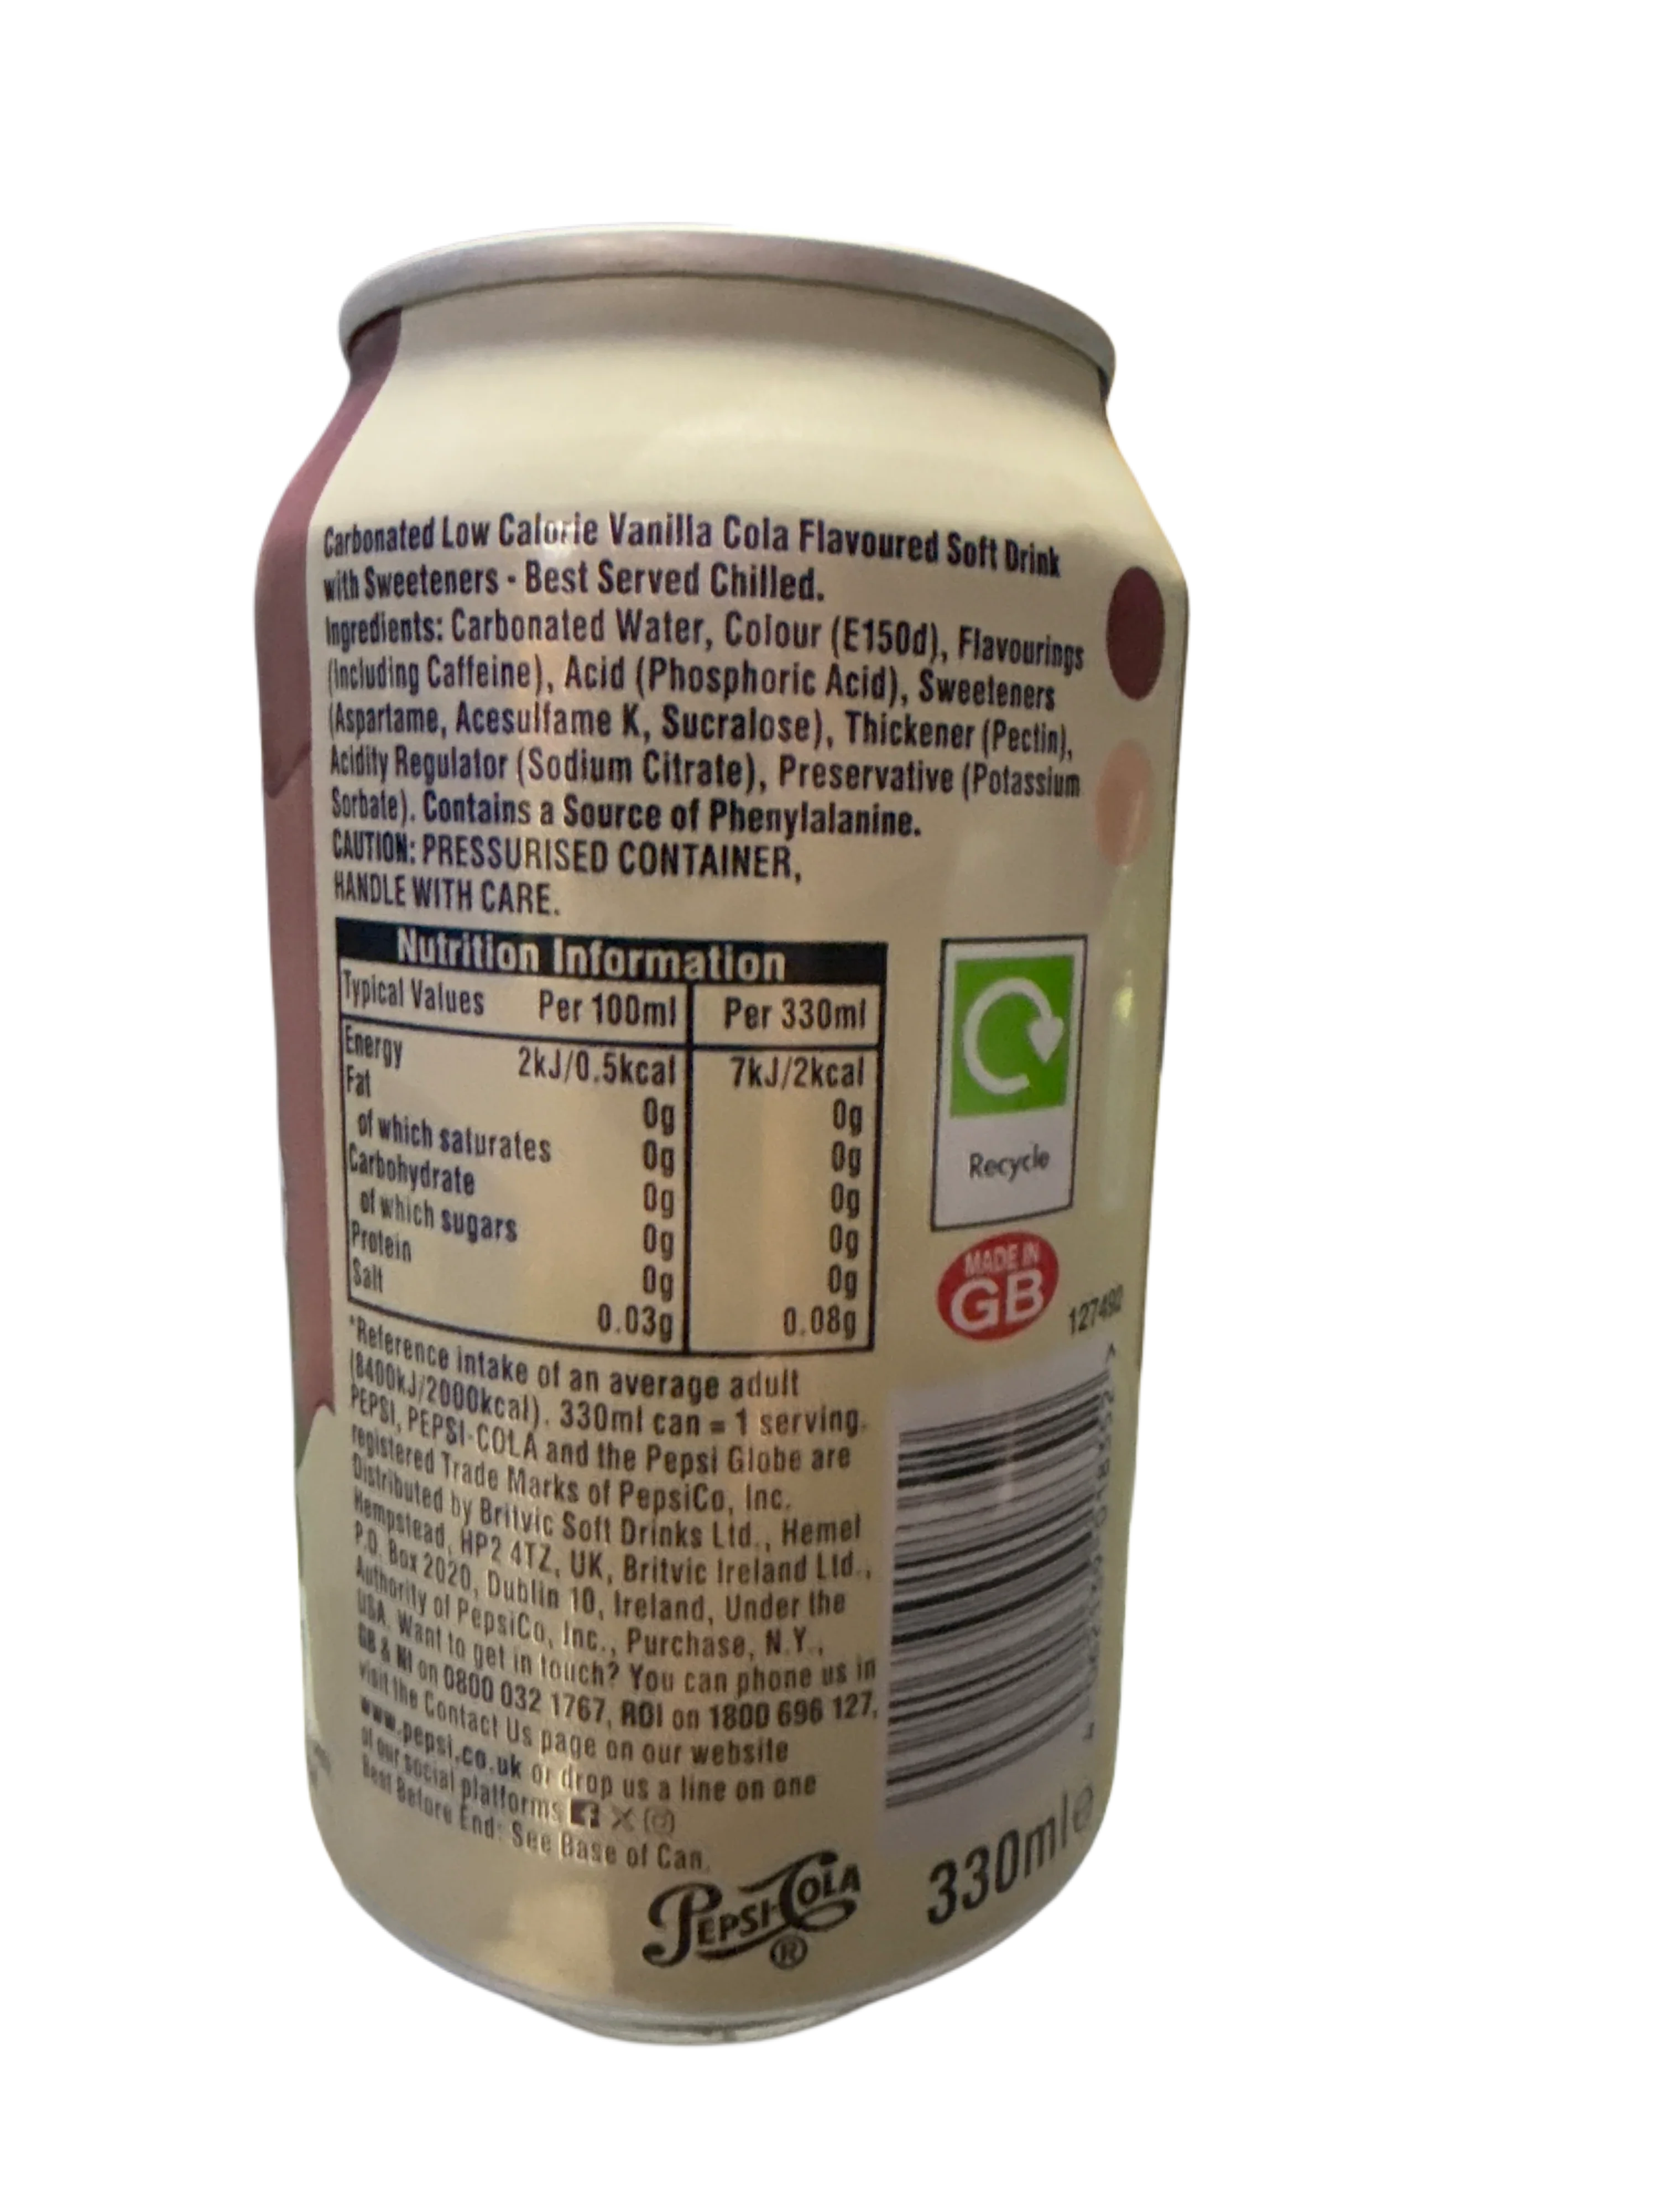 Carbonated Low Calorie Vanilla Cola Flavoured Soft Drink
with Sweeteners - Best Served Chilled.
Ingredients: Carbonated Water, Colour (E150d), Flavourings
(Including Caffeine), Acid (Phosphoric Acid), Sweeteners
(Aspartame, Acesulfame K, Sucralose), Thickener (Pectin),
Acidity Regulator (Sodium Citrate), Preservative (Potassium
Sorbate). Contains a Source of Phenylalanine.
CAUTION: PRESSURISED CONTAINER,
HANDLE WITH CARE.
Nutrition Information
Typical Values Per 100ml Per 330ml
Energy 2kJ/0.5kcal 7kJ/2kcal
Fat 0g 0g
of which saturates 0g 0g
Carbohydrate 0g 0g
of which sugars 0g 0g
Protein 0g 0g
Salt 0.03g 0.08g
*Reference intake of an average adult
(8400kJ/2000kcal). 330ml can = 1 serving.
PEPSI, PEPSI-COLA and the Pepsi Globe are
registered Trade Marks of PepsiCo, Inc.
Distributed by Britvic Soft Drinks Ltd., Hemel
Hempstead, HP2 4TZ, UK, Britvic Ireland Ltd.,
P.O. Box 2020, Dublin 10, Ireland, Under the
Authority of PepsiCo, Inc., Purchase, N.Y.,
USA. Want to get in touch? You can phone us in
GB & NI on 0800 032 1767, ROI on 1800 696 127,
visit the Contact Us page on our website
www.pepsi.co.uk or drop us a line on one
of our social platforms
Best Before End: See Base of Can.
PEPSI-COLA
®
Recycle
MADE IN
GB
127492
330ml℮